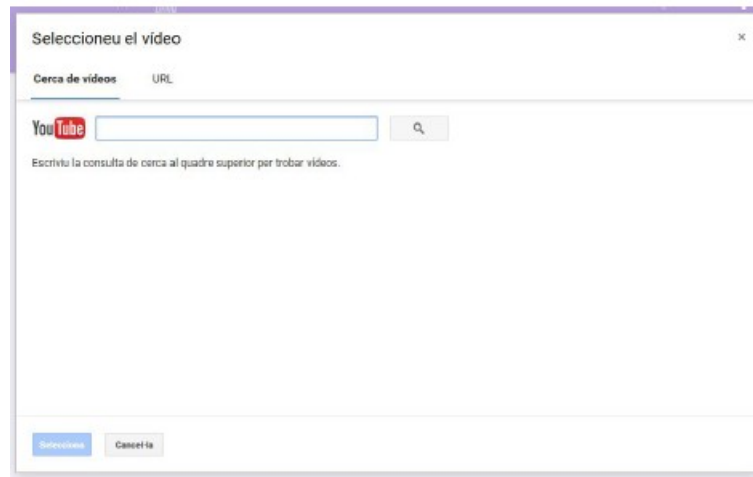 Seleccioneu el vídeo
×
Cerca de vídeos URL
YouTube
Escriviu la consulta de cerca al quadre superior per trobar vídeos.
Selecciona Cancel·la